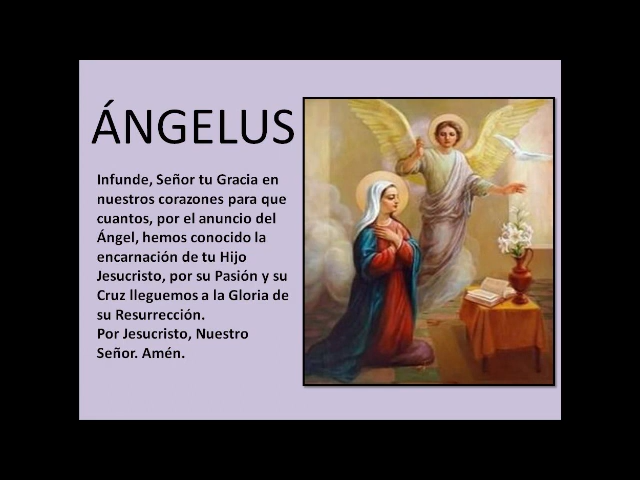 ÁNGELUS
Infunde, Señor tu Gracia en
nuestros corazones para que
cuantos, por el anuncio del
Ángel, hemos conocido la
encarnación de tu Hijo
Jesucristo, por su Pasión y su
Cruz lleguemos a la Gloria de
su Resurrección.
Por Jesucristo, Nuestro
Señor. Amén.